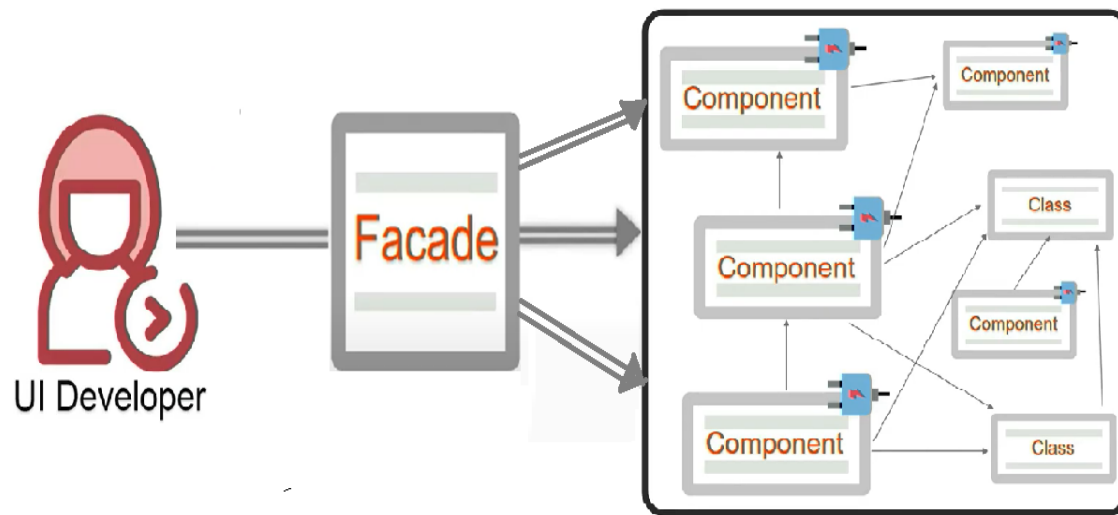 UI Developer
Facade
Component
Component
Component
Class
Component
Component
Class